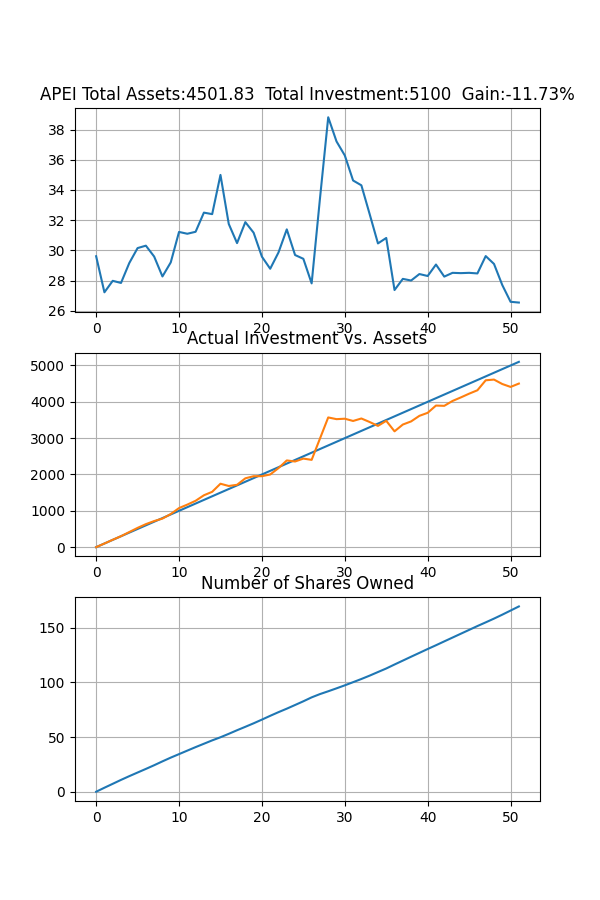 APEI Total Assets:4501.83  Total Investment:5100  Gain:-11.73%
38
36
34
32
30
28
26
0 10 20 30 40 50
Actual Investment vs. Assets
5000
4000
3000
2000
1000
0
0 10 20 30 40 50
Number of Shares Owned
150
100
50
0
0 10 20 30 40 50